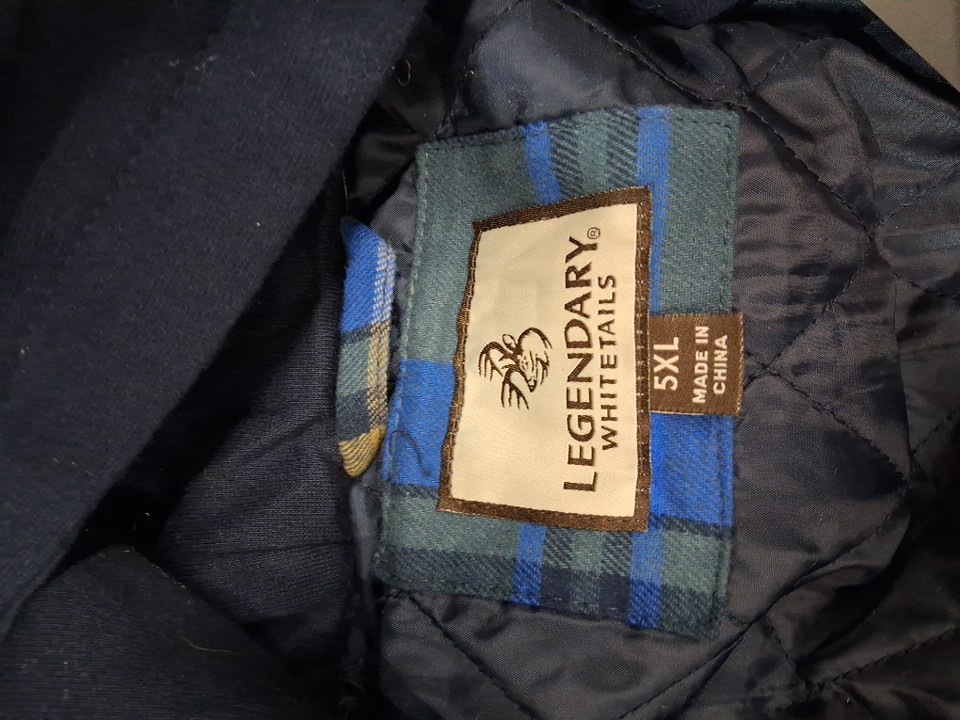 LEGENDARY®
WHITETAILS
5XL
MADE IN
CHINA